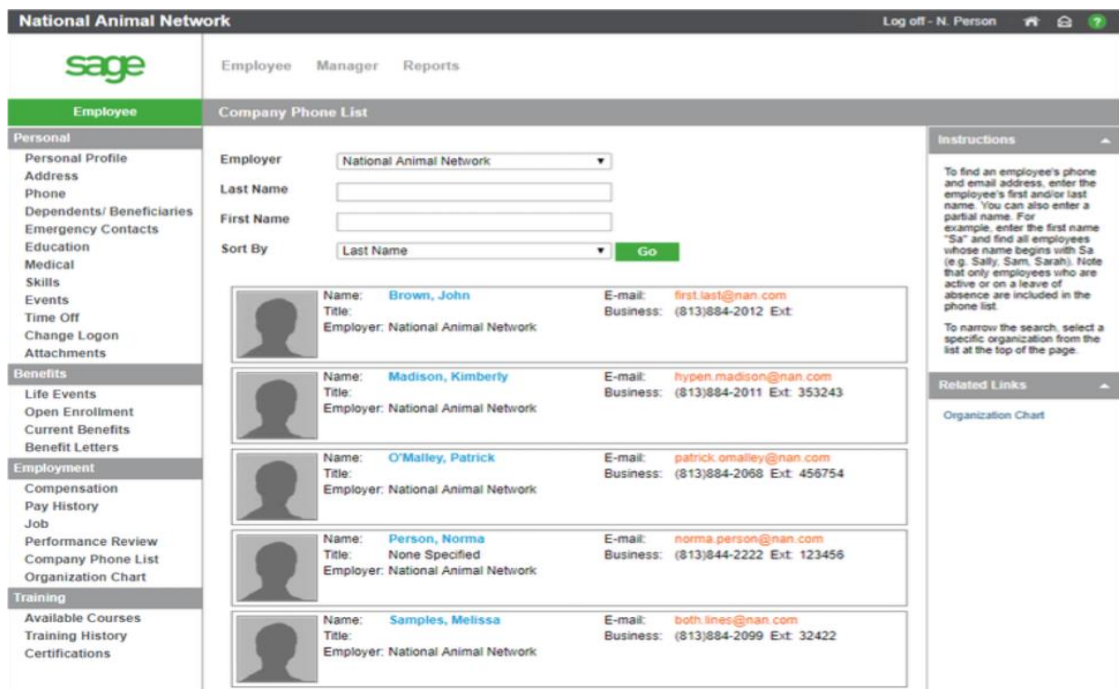 National Animal Network
Log off - N. Person
?
sage
Employee Manager Reports
Employee
Company Phone List
Personal
Personal Profile
Address
Phone
Dependents/ Beneficiaries
Emergency Contacts
Education
Medical
Skills
Events
Time Off
Change Logon
Attachments
Benefits
Life Events
Open Enrollment
Current Benefits
Benefit Letters
Employment
Compensation
Pay History
Job
Performance Review
Company Phone List
Organization Chart
Training
Available Courses
Training History
Certifications
Employer National Animal Network
Last Name
First Name
Sort By Last Name Go
Name: Brown, John E-mail: first.last@nan.com
Title: Business: (813)884-2012 Ext:
Employer: National Animal Network
Name: Madison, Kimberly E-mail: hypen.madison@nan.com
Title: Business: (813)884-2011 Ext: 353243
Employer: National Animal Network
Name: O'Malley, Patrick E-mail: patrick.omalley@nan.com
Title: Business: (813)884-2068 Ext: 456754
Employer: National Animal Network
Name: Person, Norma E-mail: norma.person@nan.com
Title: None Specified Business: (813)844-2222 Ext: 123456
Employer: National Animal Network
Name: Samples, Melissa E-mail: both.lines@nan.com
Title: Business: (813)884-2099 Ext: 32422
Employer: National Animal Network
Instructions
To find an employee's phone
and email address, enter the
employee's first and/or last
name. You can also enter a
partial name. For
example, enter the first name
"Sa" and find all employees
whose name begins with Sa
(e.g. Sally, Sam, Sarah). Note
that only employees who are
active or on a leave of
absence are included in the
phone list.
To narrow the search, select a
specific organization from the
list at the top of the page.
Related Links
Organization Chart